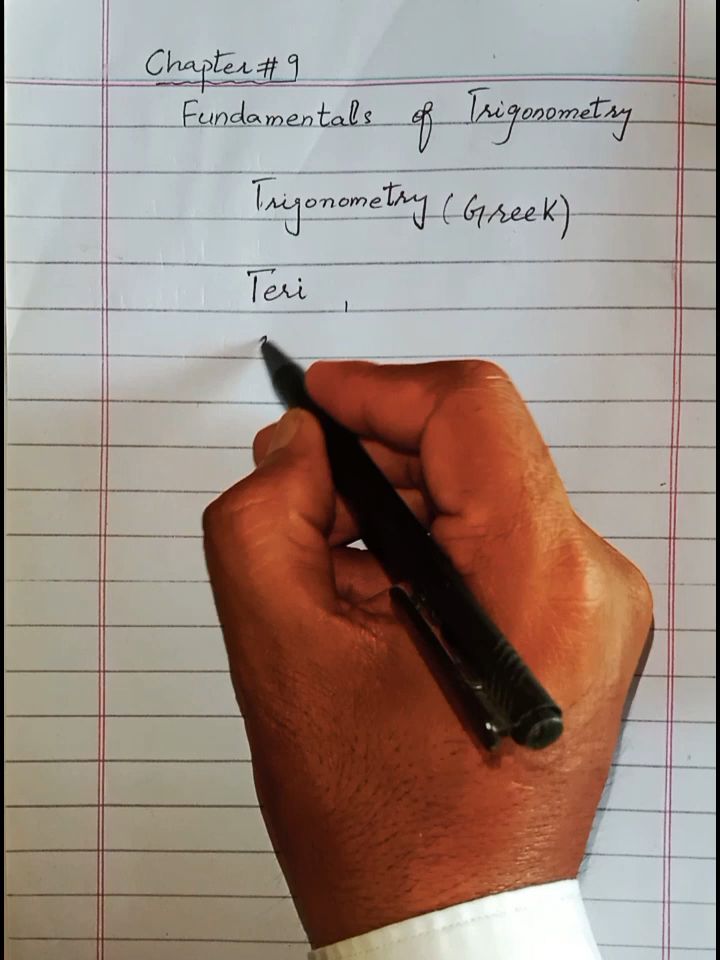 Chapter # 9
Fundamentals of Trigonometry
Trigonometry (Greek)
Teri ,